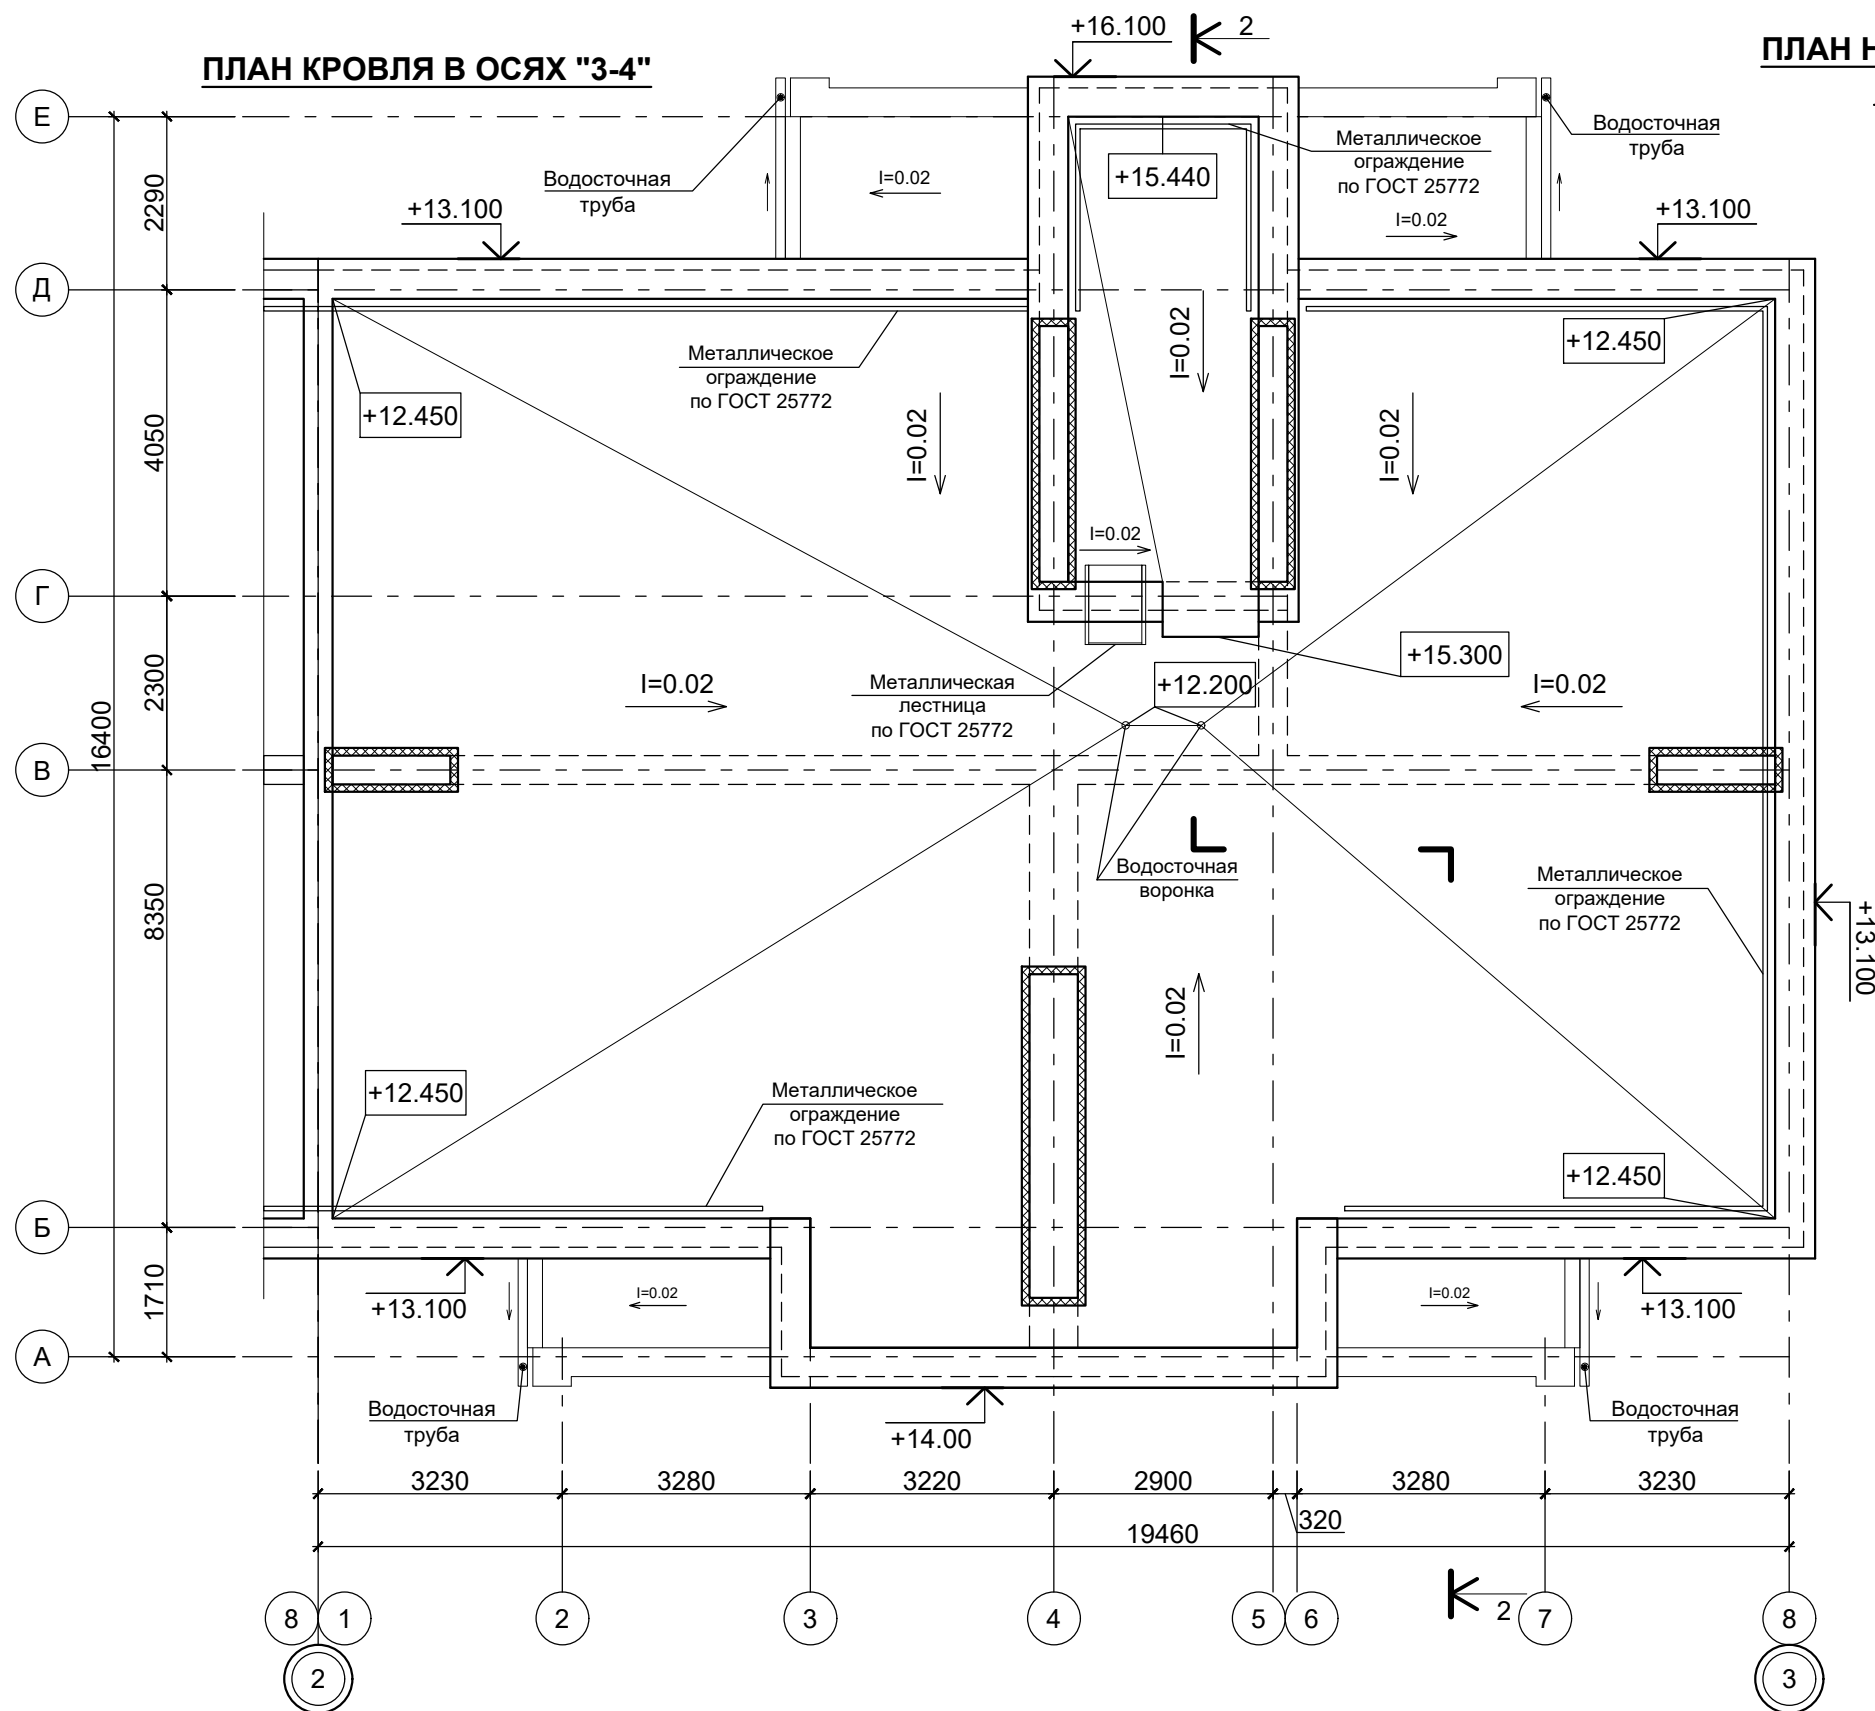 +16.100
2
ПЛАН КРОВЛЯ В ОСЯХ "3-4"
ПЛАН Н
Е
Водосточная
труба
I=0.02
+15.440
Металлическое
ограждение
по ГОСТ 25772
Водосточная
труба
I=0.02
2290
+13.100
+13.100
Д
Металлическое
ограждение
по ГОСТ 25772
+12.450
I=0.02
+12.450
4050
I=0.02
I=0.02
I=0.02
Г
16400
2300
I=0.02
Металлическая
лестница
по ГОСТ 25772
+12.200
+15.300
I=0.02
В
8350
Водосточная
воронка
Металлическое
ограждение
по ГОСТ 25772
+13.100
I=0.02
+12.450
Металлическое
ограждение
по ГОСТ 25772
+12.450
Б
1710
+13.100
I=0.02
I=0.02
+13.100
А
Водосточная
труба
+14.00
Водосточная
труба
3230
3280
3220
2900
320
3280
3230
19460
8
1
2
3
4
5
6
2
7
8
2
3